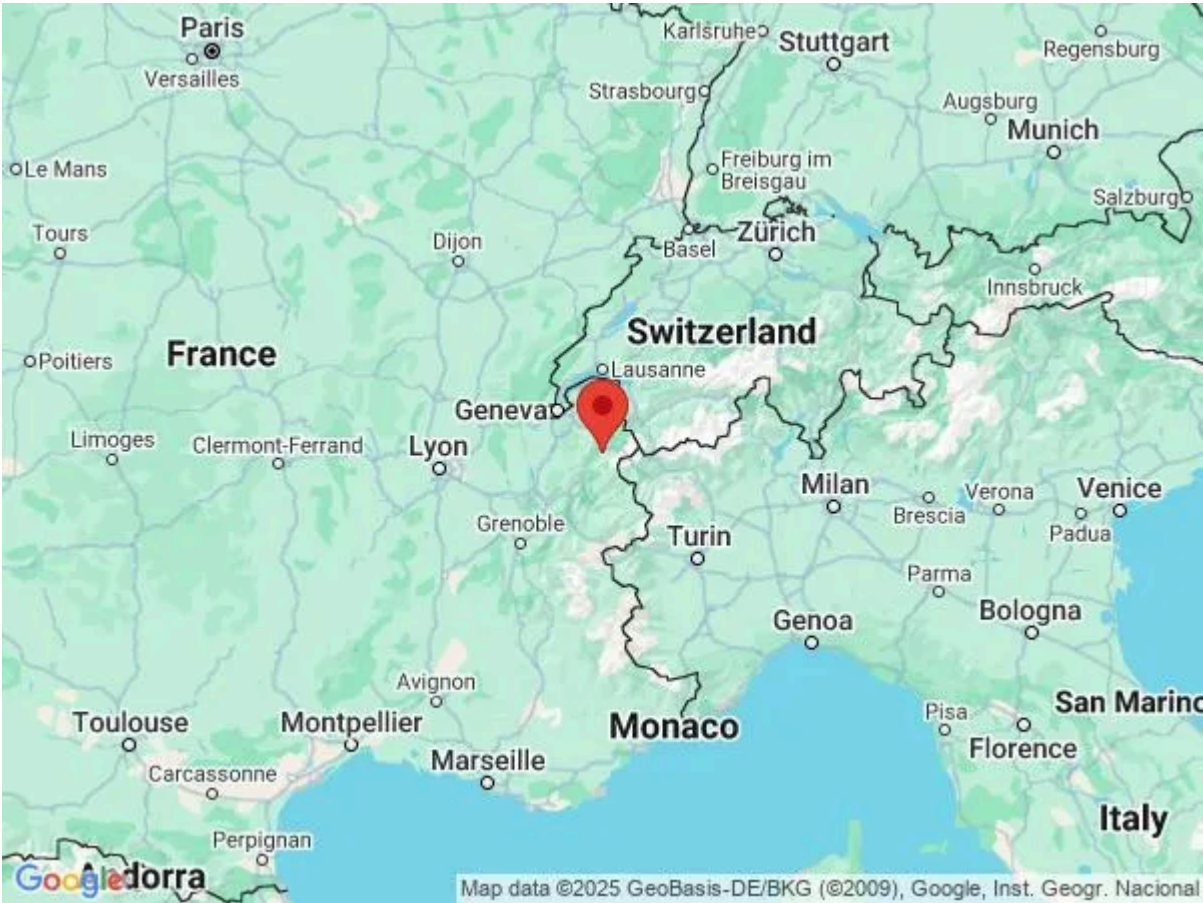 Paris
Versailles
Karlsruhe
Stuttgart
Regensburg
Strasbourg
Augsburg
Munich
Le Mans
Freiburg im
Breisgau
Salzburg
Tours
Dijon
Basel
Zürich
Innsbruck
France
Switzerland
Poitiers
Lausanne
Geneva
Limoges
Clermont-Ferrand
Lyon
Milan
Brescia
Verona
Venice
Padua
Grenoble
Turin
Parma
Genoa
Bologna
Avignon
San Marino
Toulouse
Montpellier
Monaco
Pisa
Florence
Marseille
Carcassonne
Italy
Perpignan
Andorra
Google
Map data ©2025 GeoBasis-DE/BKG (©2009), Google, Inst. Geogr. Nacional